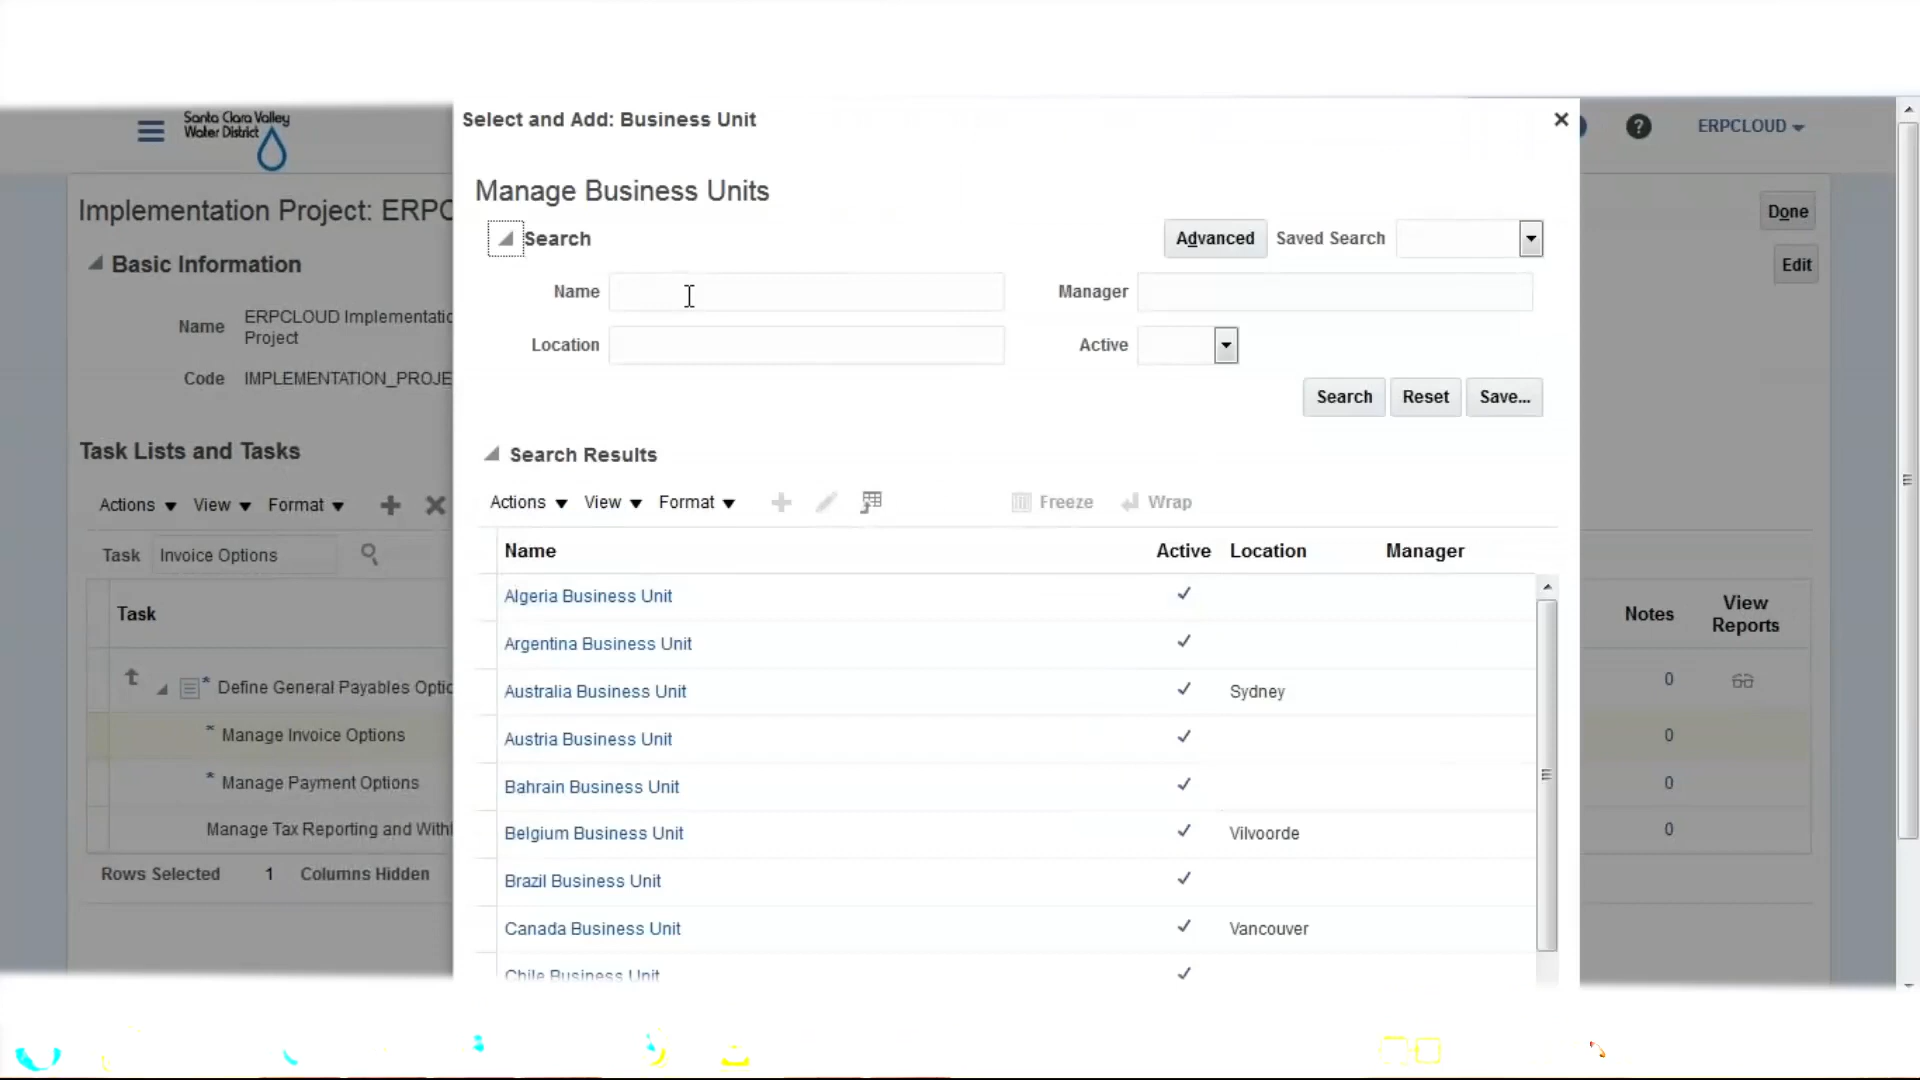 Select and Add: Business Unit
Santa Clara Valley
Water District
ERPCLOUD
Manage Business Units
Implementation Project: ERPC
Done
Search
Advanced
Saved Search
Basic Information
Edit
Name
Manager
Name
ERPCLOUD Implementatic
Project
Location
Active
Code
IMPLEMENTATION_PROJE
Search
Reset
Save...
Task Lists and Tasks
Search Results
Actions
View
Format
Actions
View
Format
Freeze
Wrap
Task
Invoice Options
Name
Active
Location
Manager
Task
Notes
View
Reports
Algeria Business Unit
Argentina Business Unit
* Define General Payables Optic
Australia Business Unit
Sydney
0
* Manage Invoice Options
Austria Business Unit
0
* Manage Payment Options
Bahrain Business Unit
0
Manage Tax Reporting and With
Belgium Business Unit
Vilvoorde
0
Rows Selected 1 Columns Hidden
Brazil Business Unit
Canada Business Unit
Vancouver
Chile Business Unit